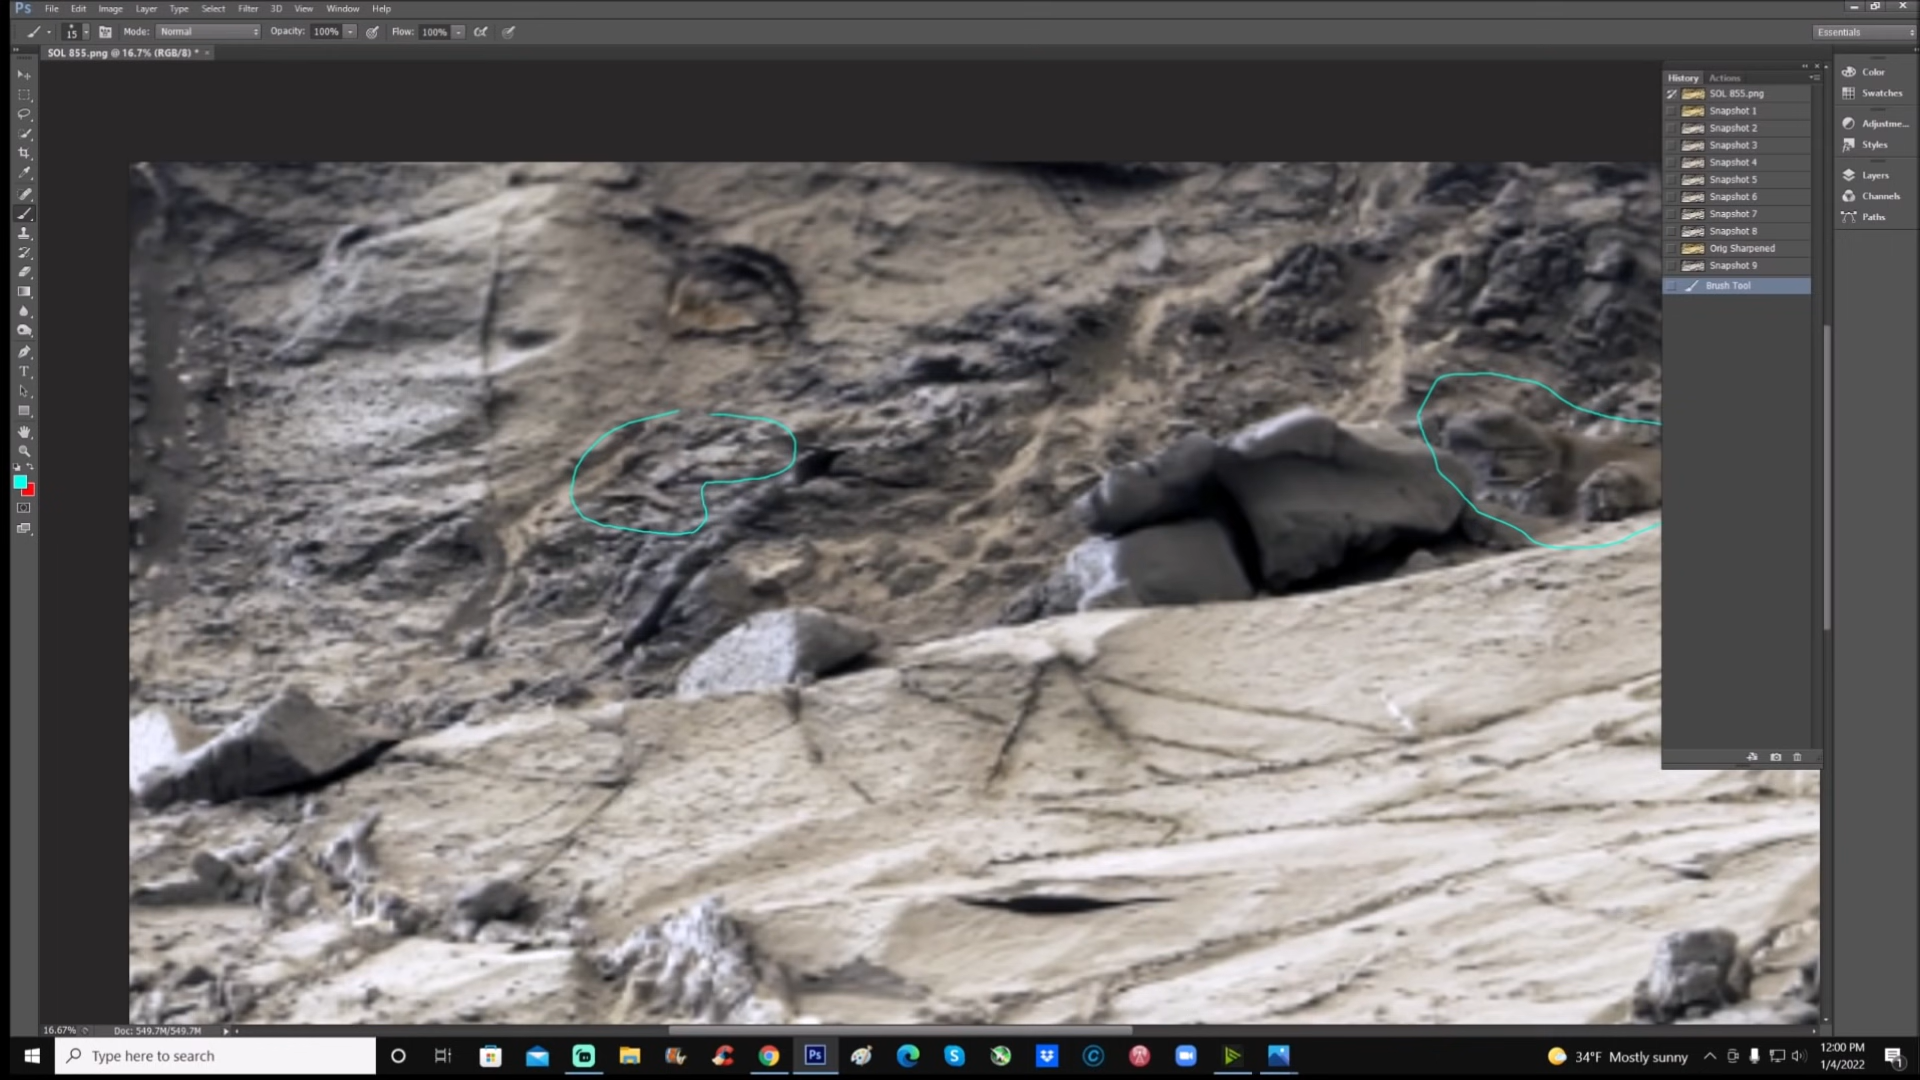 Ps File Edit Image Layer Type Select Filter 3D View Window Help
15 Mode: Normal Opacity: 100% Flow: 100% Essentials
SOL 855.png @ 16.7% (RGB/8) * ×
History Actions
SOL 855.png
Snapshot 1
Snapshot 2
Snapshot 3
Snapshot 4
Snapshot 5
Snapshot 6
Snapshot 7
Snapshot 8
Orig Sharpened
Snapshot 9
Brush Tool
Color
Swatches
Adjustme...
Styles
Layers
Channels
Paths
16.67% Doc: 549.7M/549.7M
Type here to search
Ps
34°F Mostly sunny
12:00 PM
1/4/2022